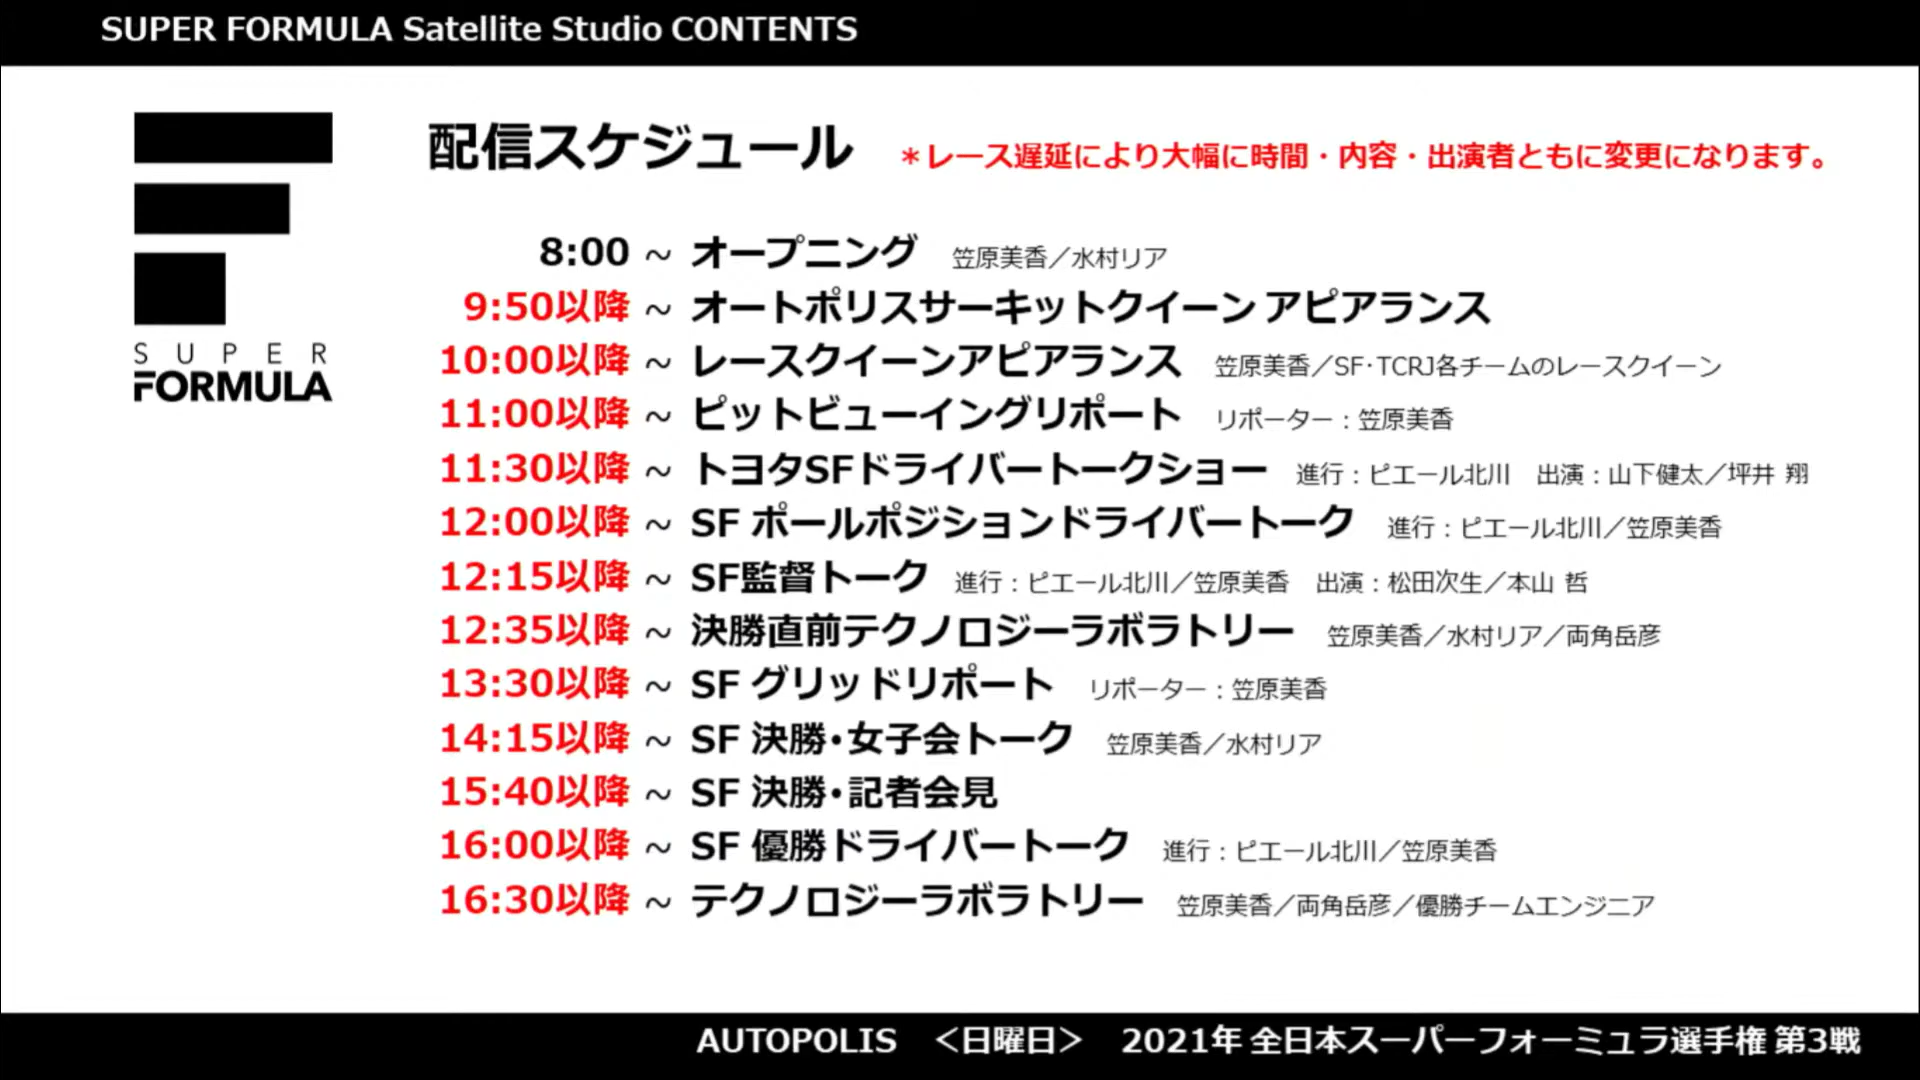 SUPER FORMULA Satellite Studio CONTENTS
SUPER
FORMULA
配信スケジュール ＊レース遅延により大幅に時間・内容・出演者ともに変更になります。
8:00 ～ オープニング 笠原美香／水村リア
9:50以降 ～ オートポリスサーキットクイーン アピアランス
10:00以降 ～ レースクイーンアピアランス 笠原美香／SF･TCRJ各チームのレースクイーン
11:00以降 ～ ピットビューイングリポート リポーター：笠原美香
11:30以降 ～ トヨタSFドライバートークショー 進行：ピエール北川 出演：山下健太／坪井 翔
12:00以降 ～ SF ポールポジションドライバートーク 進行：ピエール北川／笠原美香
12:15以降 ～ SF監督トーク 進行：ピエール北川／笠原美香 出演：松田次生／本山 哲
12:35以降 ～ 決勝直前テクノロジーラボラトリー 笠原美香／水村リア／両角岳彦
13:30以降 ～ SF グリッドリポート リポーター：笠原美香
14:15以降 ～ SF 決勝･女子会トーク 笠原美香／水村リア
15:40以降 ～ SF 決勝･記者会見
16:00以降 ～ SF 優勝ドライバートーク 進行：ピエール北川／笠原美香
16:30以降 ～ テクノロジーラボラトリー 笠原美香／両角岳彦／優勝チームエンジニア
AUTOPOLIS ＜日曜日＞ 2021年 全日本スーパーフォーミュラ選手権 第3戦